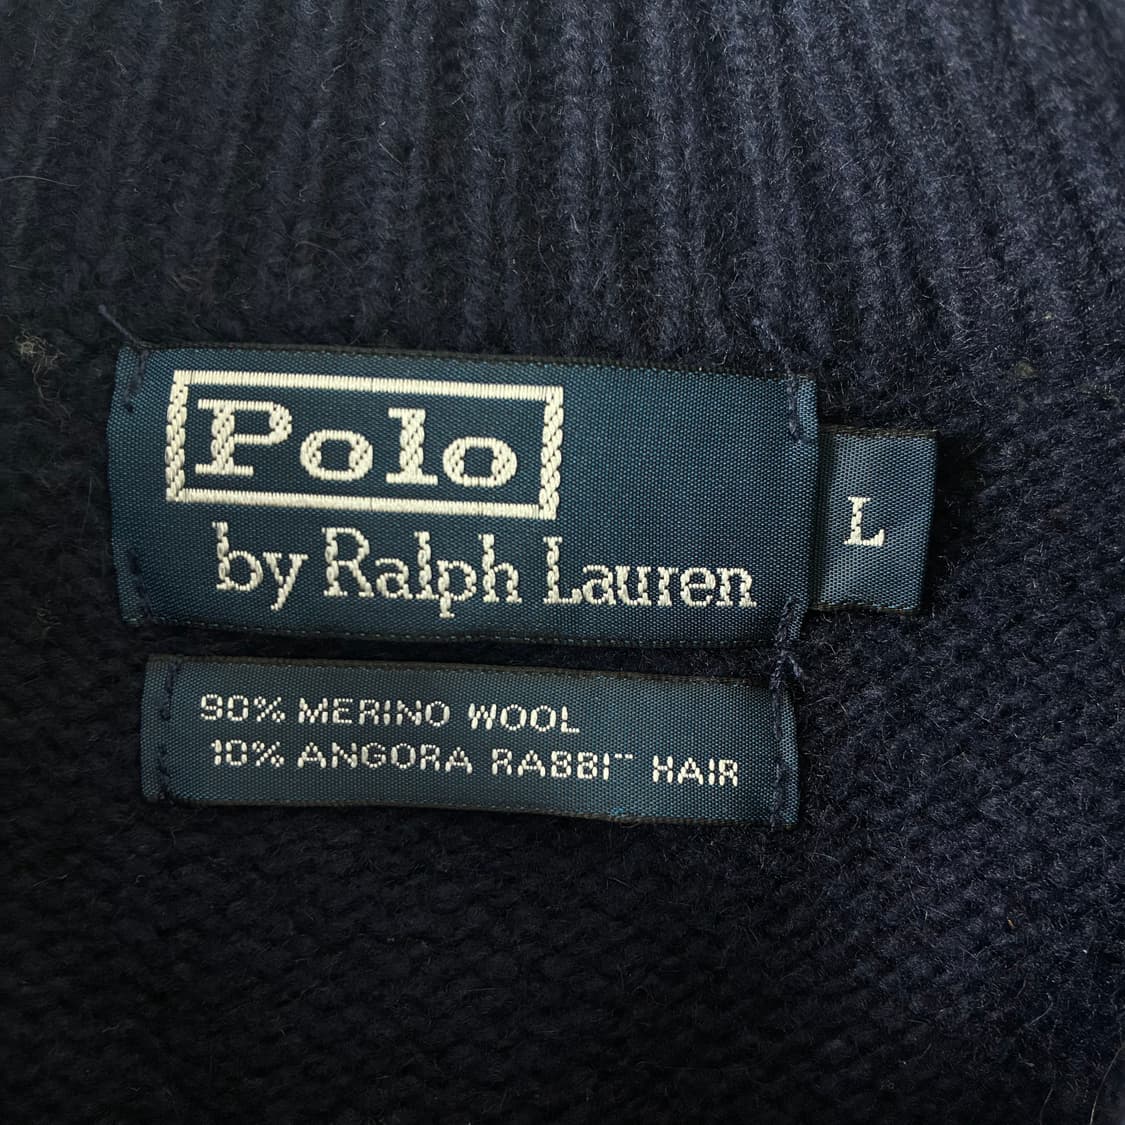 Polo
by Ralph Lauren
L
90% MERINO WOOL
10% ANGORA RABBIT HAIR